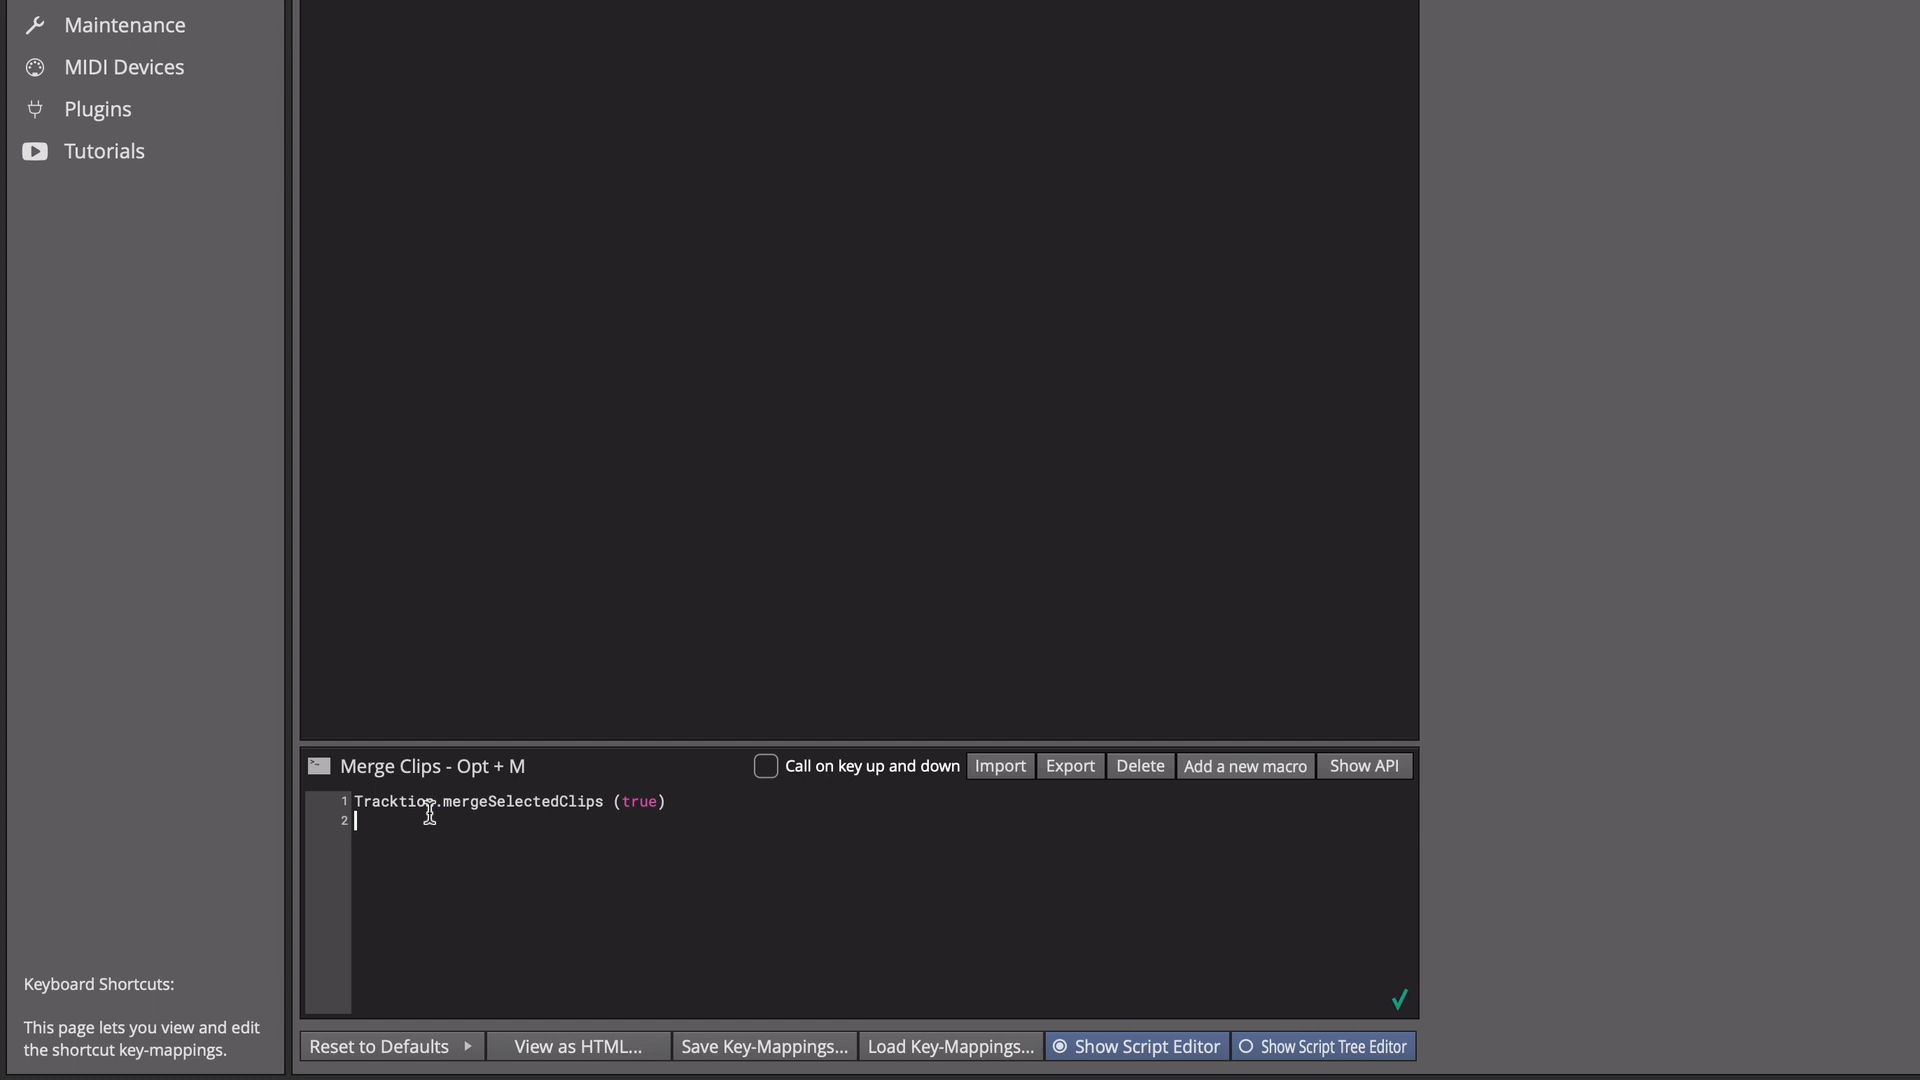 Maintenance
MIDI Devices
Plugins
Tutorials
Merge Clips - Opt + M
Call on key up and down
Import
Export
Delete
Add a new macro
Show API
1 Tracktion.mergeSelectedClips (true)
2
Keyboard Shortcuts:
This page lets you view and edit
the shortcut key-mappings.
Reset to Defaults
View as HTML...
Save Key-Mappings...
Load Key-Mappings...
Show Script Editor
Show Script Tree Editor